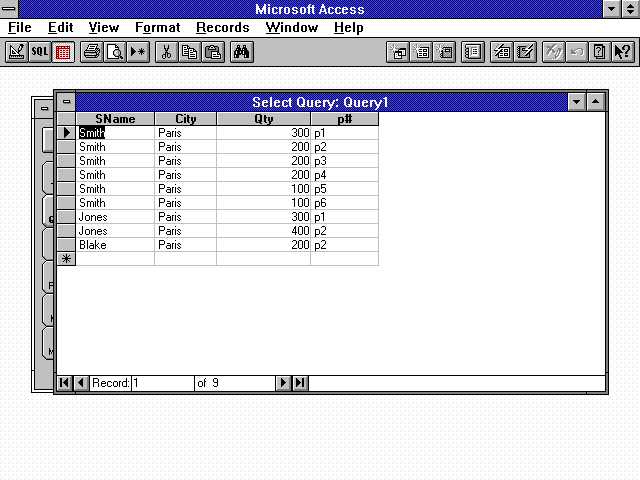 Microsoft Access
File Edit View Format Records Window Help
SQL
Select Query: Query1
SName City Qty p#
Smith Paris 300 p1
Smith Paris 200 p2
Smith Paris 200 p3
Smith Paris 200 p4
Smith Paris 100 p5
Smith Paris 100 p6
Jones Paris 300 p1
Jones Paris 400 p2
Blake Paris 200 p2
Record: 1 of 9